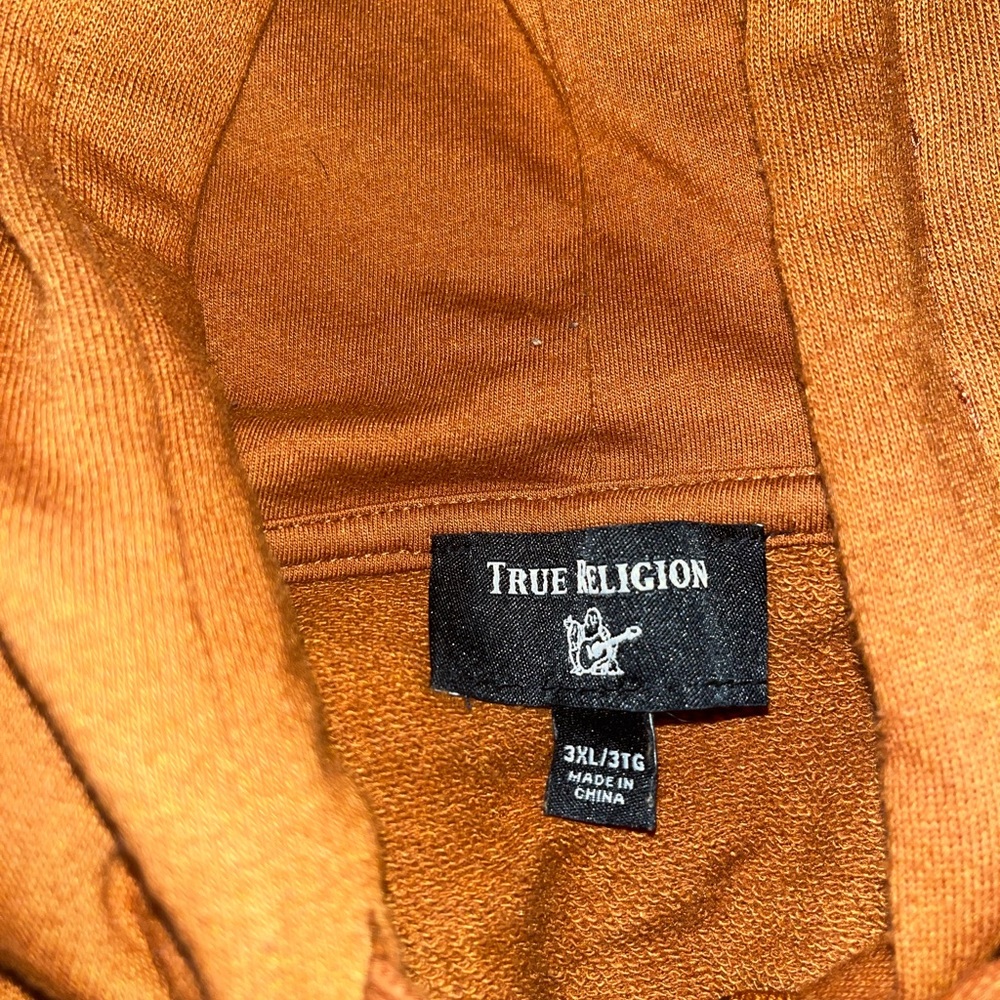 TRUE RELIGION
3XL/3TG
MADE IN
CHINA